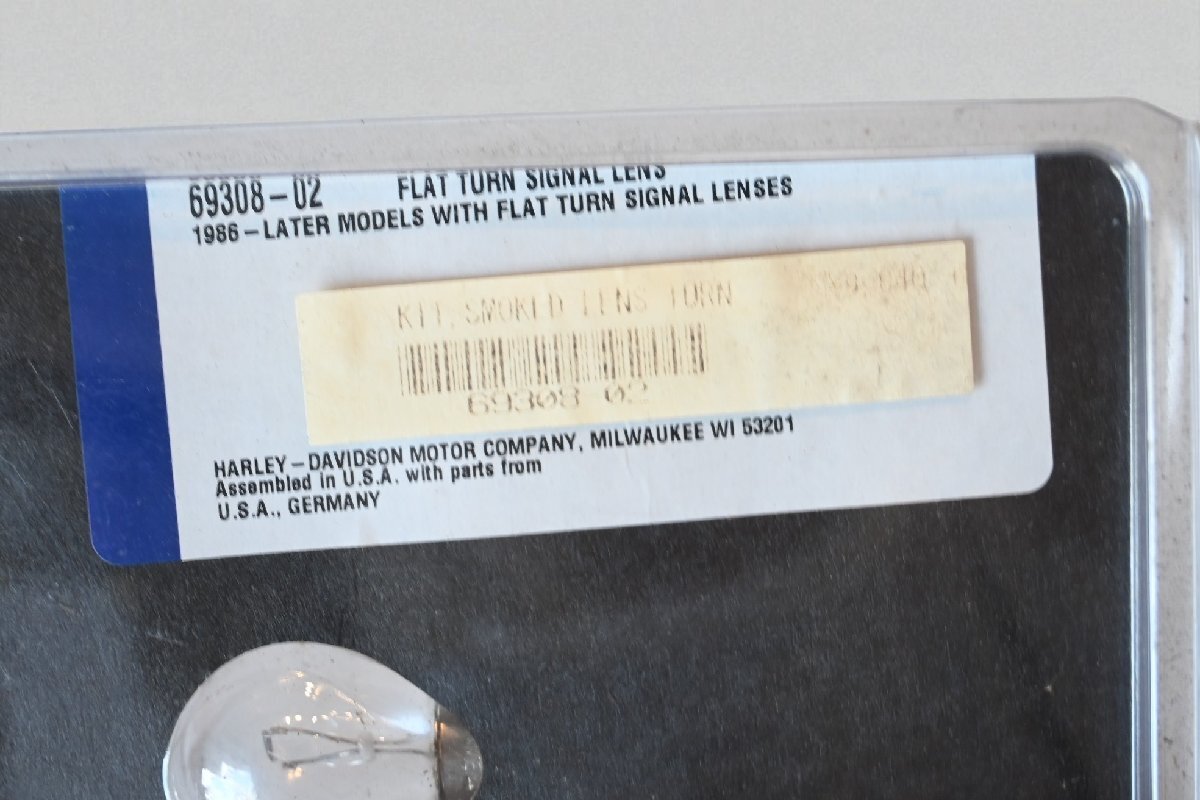 69308-02 FLAT TURN SIGNAL LENS
1986-LATER MODELS WITH FLAT TURN SIGNAL LENSES
KIT, SMOKED LENS TURN
69308 02
HARLEY-DAVIDSON MOTOR COMPANY, MILWAUKEE WI 53201
Assembled in U.S.A. with parts from
U.S.A., GERMANY